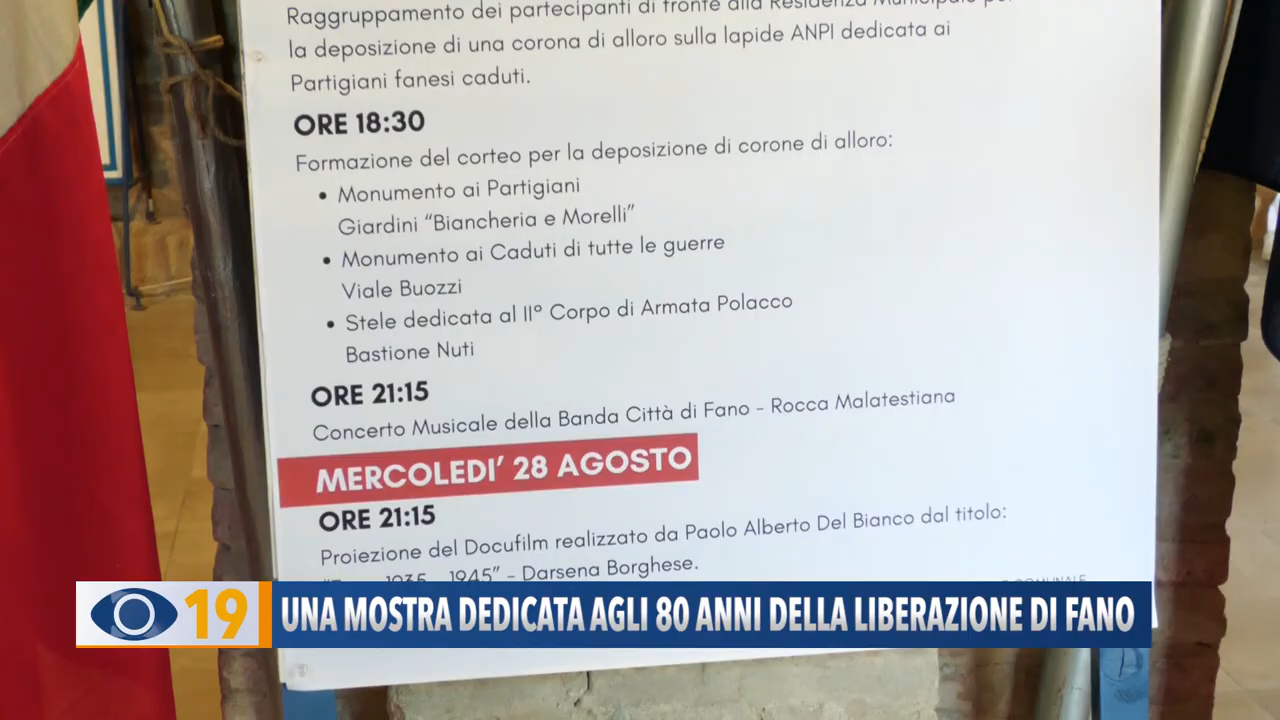 Raggruppamento dei partecipanti di fronte alla Residenza Municipale
la deposizione di una corona di alloro sulla lapide ANPI dedicata ai
Partigiani fanesi caduti.
ORE 18:30
Formazione del corteo per la deposizione di corone di alloro:
• Monumento ai Partigiani
Giardini “Biancheria e Morelli”
• Monumento ai Caduti di tutte le guerre
Viale Buozzi
• Stele dedicata al II° Corpo di Armata Polacco
Bastione Nuti
ORE 21:15
Concerto Musicale della Banda Città di Fano - Rocca Malatestiana
MERCOLEDI’ 28 AGOSTO
ORE 21:15
Proiezione del Docufilm realizzato da Paolo Alberto Del Bianco dal titolo:
1935 - 1945” - Darsena Borghese.
19 UNA MOSTRA DEDICATA AGLI 80 ANNI DELLA LIBERAZIONE DI FANO